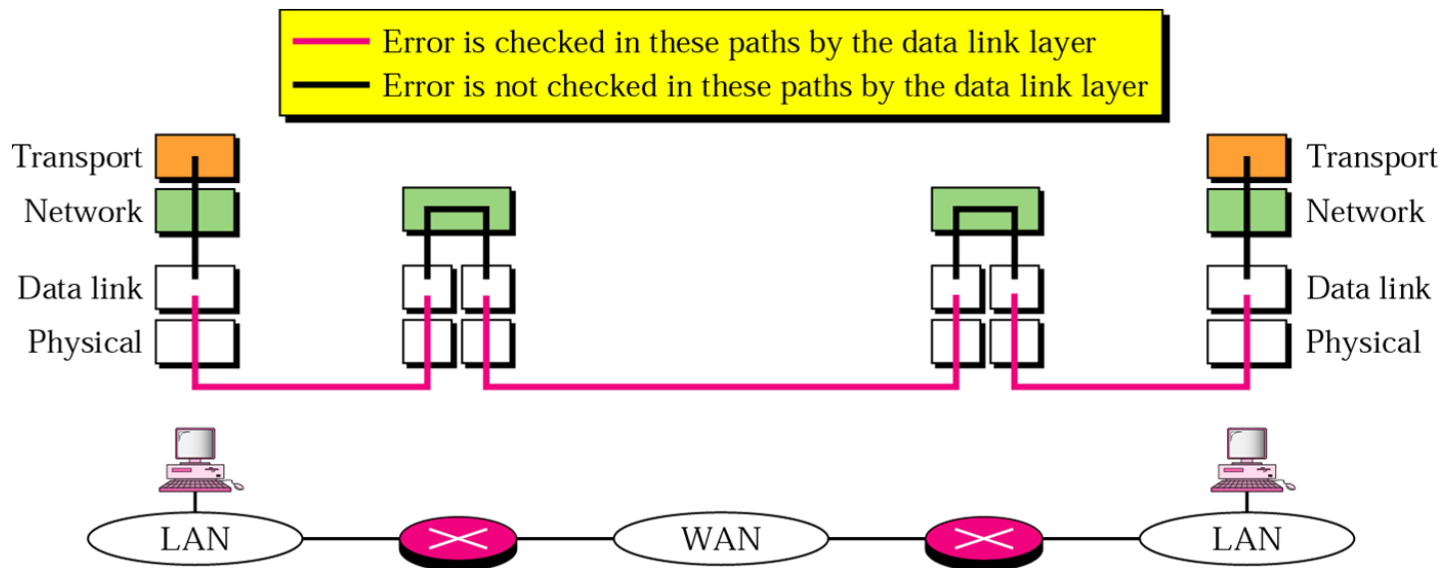 Error is checked in these paths by the data link layer
Error is not checked in these paths by the data link layer
Transport
Transport
Network
Network
Data link
Data link
Physical
Physical
LAN
WAN
LAN